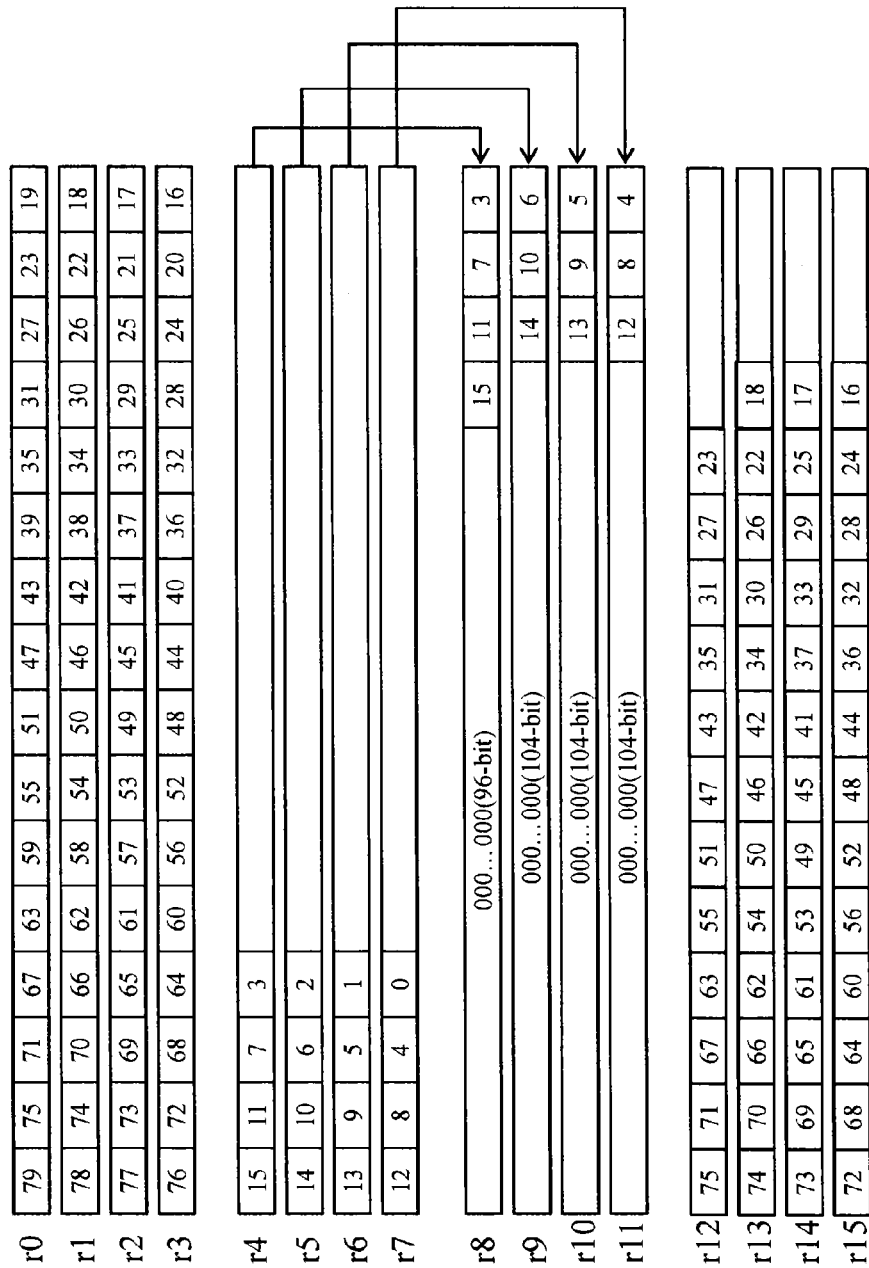 r0 79 75 71 67 63 59 55 51 47 43 39 35 31 27 23 19
r1 78 74 70 66 62 58 54 50 46 42 38 34 30 26 22 18
r2 77 73 69 65 61 57 53 49 45 41 37 33 29 25 21 17
r3 76 72 68 64 60 56 52 48 44 40 36 32 28 24 20 16
r4 15 11 7 3
r5 14 10 6 2
r6 13 9 5 1
r7 12 8 4 0
r8 000...000(96-bit) 15 11 7 3
r9 000...000(104-bit) 14 10 6
r10 000...000(104-bit) 13 9 5
r11 000...000(104-bit) 12 8 4
r12 75 71 67 63 55 51 47 43 35 31 27 23
r13 74 70 66 62 54 50 46 42 34 30 26 22 18
r14 73 69 65 61 53 49 45 41 37 33 29 25 17
r15 72 68 64 60 56 52 48 44 36 32 28 24 16